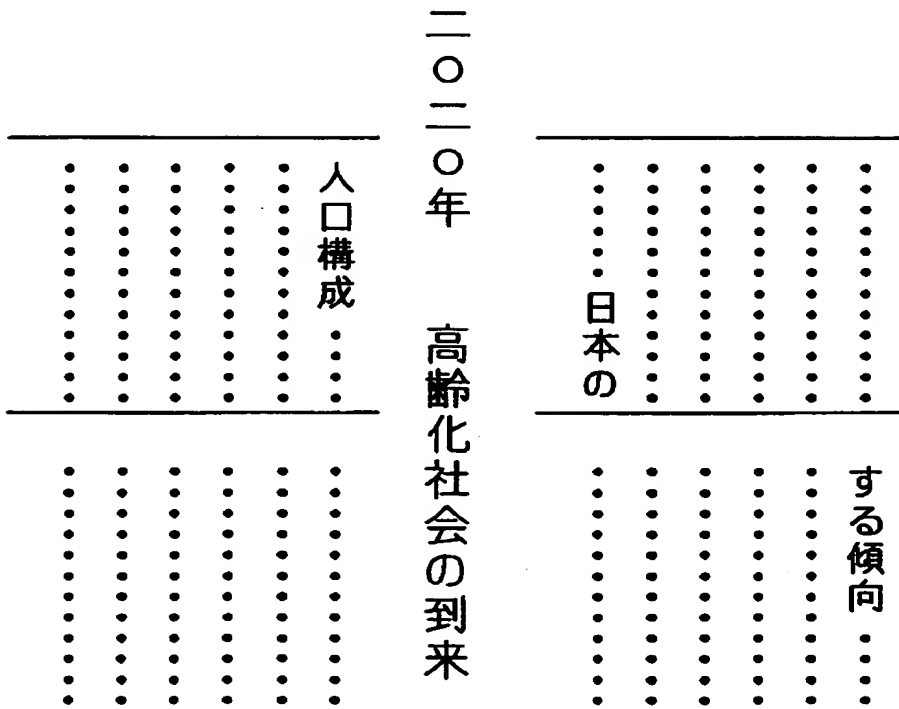 二〇二〇年　高齢化社会の到来
日本の
人口構成
する傾向